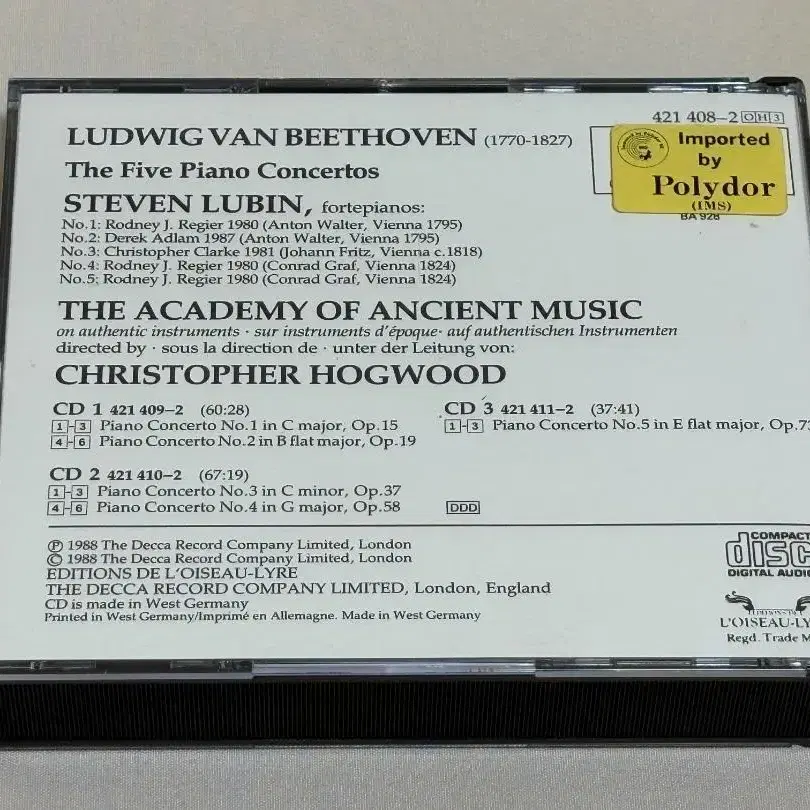 421 408-2 OH3
LUDWIG VAN BEETHOVEN (1770-1827)
Imported
by
Polydor
(IMS)
BA 928
The Five Piano Concertos
STEVEN LUBIN, fortepianos:
No.1: Rodney J. Regier 1980 (Anton Walter, Vienna 1795)
No.2: Derek Adlam 1987 (Anton Walter, Vienna 1795)
No.3: Christopher Clarke 1981 (Johann Fritz, Vienna c.1818)
No.4: Rodney J. Regier 1980 (Conrad Graf, Vienna 1824)
No.5: Rodney J. Regier 1980 (Conrad Graf, Vienna 1824)
THE ACADEMY OF ANCIENT MUSIC
on authentic instruments · sur instruments d'époque · auf authentischen Instrumenten
directed by · sous la direction de · unter der Leitung von:
CHRISTOPHER HOGWOOD
CD 1 421 409-2 (60:28)
1-3 Piano Concerto No.1 in C major, Op.15
4-6 Piano Concerto No.2 in B flat major, Op.19
CD 2 421 410-2 (67:19)
1-3 Piano Concerto No.3 in C minor, Op.37
4-6 Piano Concerto No.4 in G major, Op.58
CD 3 421 411-2 (37:41)
1-3 Piano Concerto No.5 in E flat major, Op.73
DDD
℗ 1988 The Decca Record Company Limited, London
© 1988 The Decca Record Company Limited, London
EDITIONS DE L'OISEAU-LYRE
THE DECCA RECORD COMPANY LIMITED, London, England
CD is made in West Germany
Printed in West Germany/Imprimé en Allemagne. Made in West Germany
COMPACT
disc
DIGITAL AUDIO
L'OISEAU-LY
Regd. Trade M